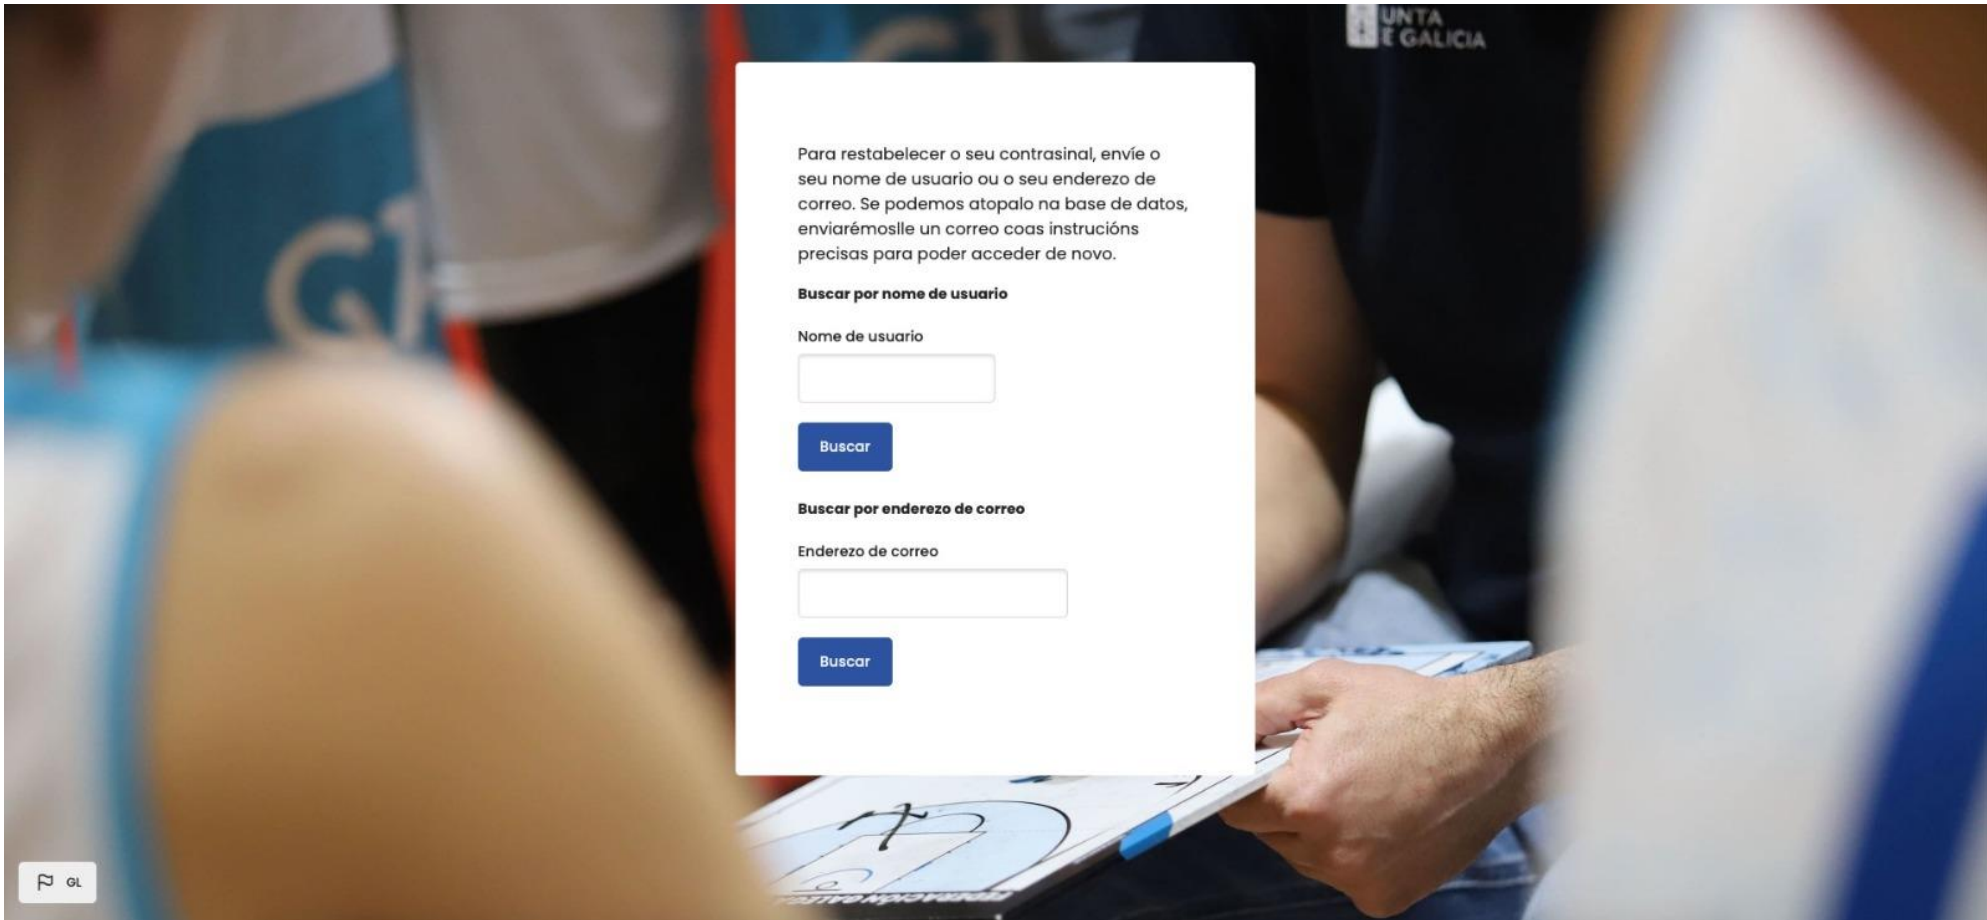 UNTA
E GALICIA
Para restabelecer o seu contrasinal, envíe o
seu nome de usuario ou o seu enderezo de
correo. Se podemos atopalo na base de datos,
enviarémoslle un correo coas instrucións
precisas para poder acceder de novo.
Buscar por nome de usuario
Nome de usuario
Buscar
Buscar por enderezo de correo
Enderezo de correo
Buscar
GL